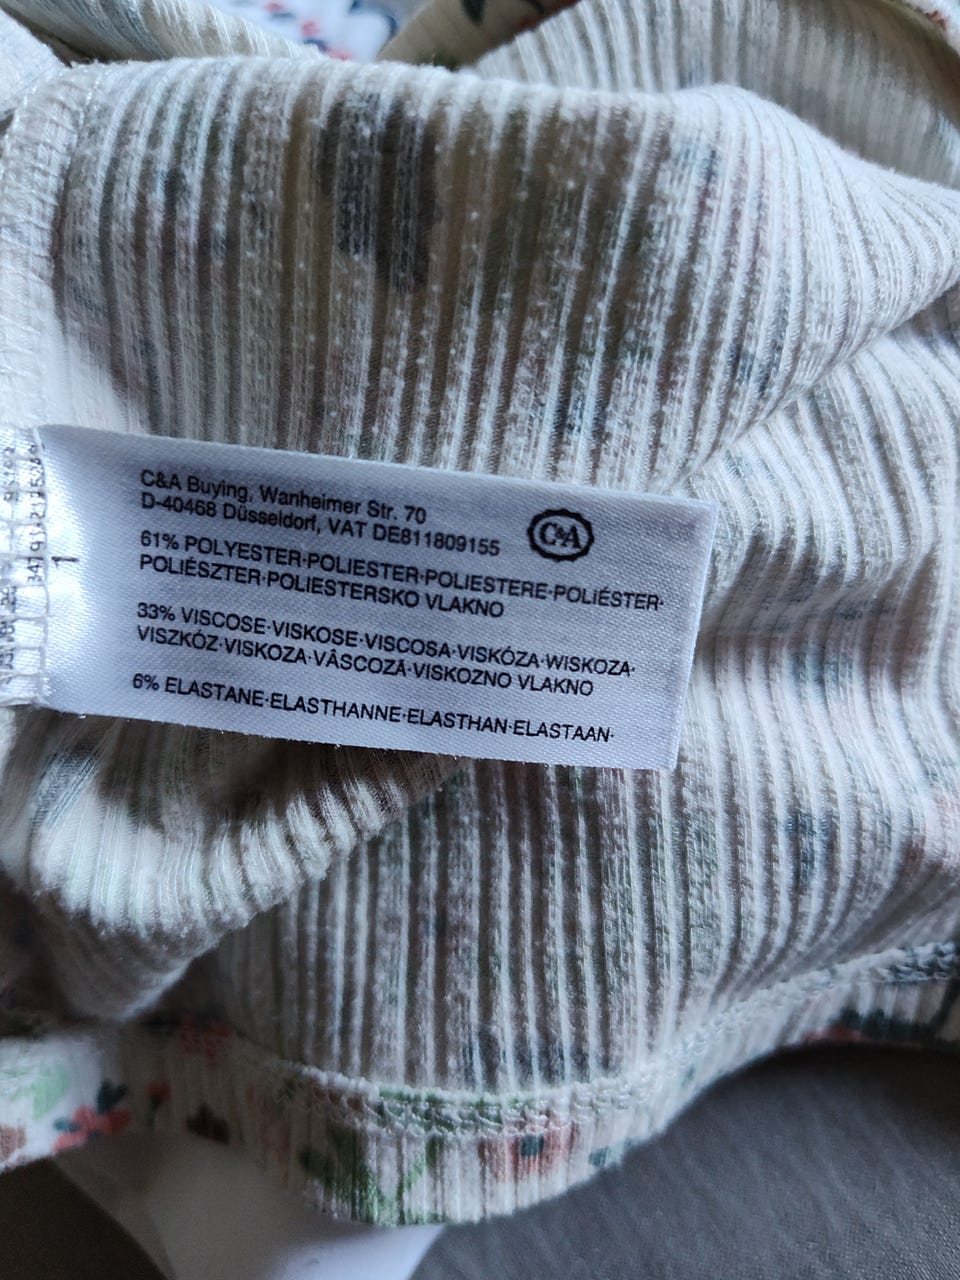 C&A Buying, Wanheimer Str. 70
D-40468 Düsseldorf, VAT DE811809155
C&A
61% POLYESTER·POLIESTER·POLIESTERE·POLIÉSTER·
POLIÉSZTER·POLIESTERSKO VLAKNO
33% VISCOSE·VISKOSE·VISCOSA·VISKÓZA·WISKOZA·
VISZKÓZ·VISKOZA·VÂSCOZĂ·VISKOZNO VLAKNO
6% ELASTANE·ELASTHANNE·ELASTHAN·ELASTAAN·
1